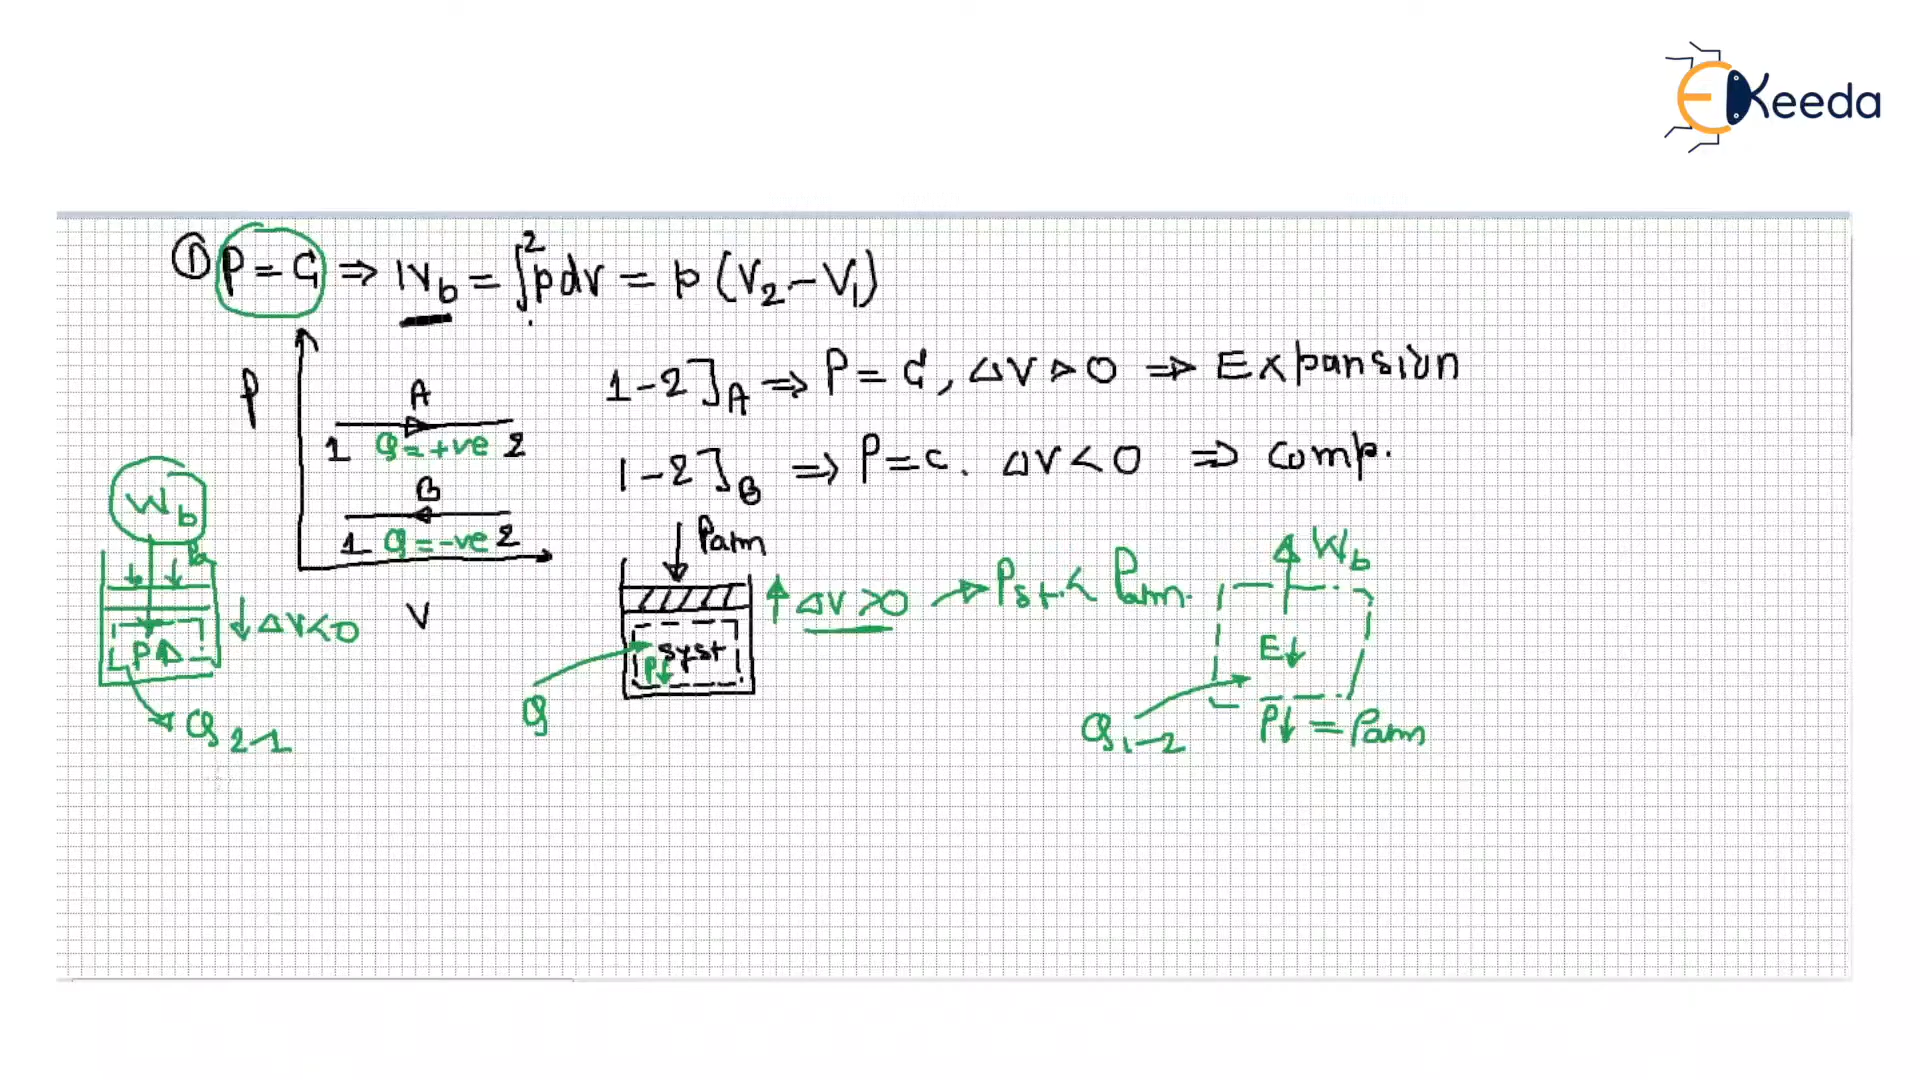 EKeeda
① P = C ⇒ W_b = ∫² p dv = p (V₂ - V₁)
P
A
1 Q = +ve 2
B
1 Q = -ve 2
V
1-2]_A ⇒ P = C, ΔV > 0 ⇒ Expansion
1-2]_B ⇒ P = C. ΔV < 0 ⇒ Comp.
W_b
ΔV < 0
P↑
Q₂₋₁
Patm
↑ ΔV > 0 → Pst. < Patm.
syst
P↓
Q
W_b
E↓
Q₁₋₂
P↓ = Patm